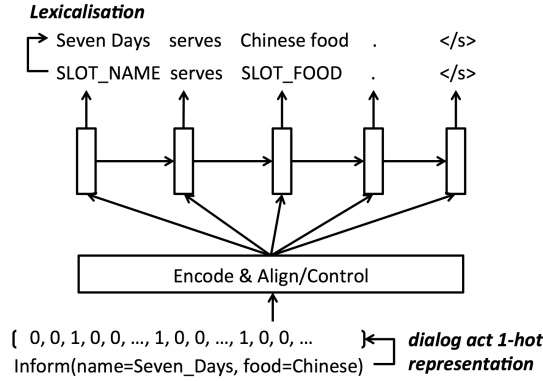 Lexicalisation
Seven Days serves Chinese food . </s>
SLOT_NAME serves SLOT_FOOD . </s>
Encode & Align/Control
[ 0, 0, 1, 0, 0, …, 1, 0, 0, …, 1, 0, 0, … ]
dialog act 1-hot
representation
Inform(name=Seven_Days, food=Chinese)